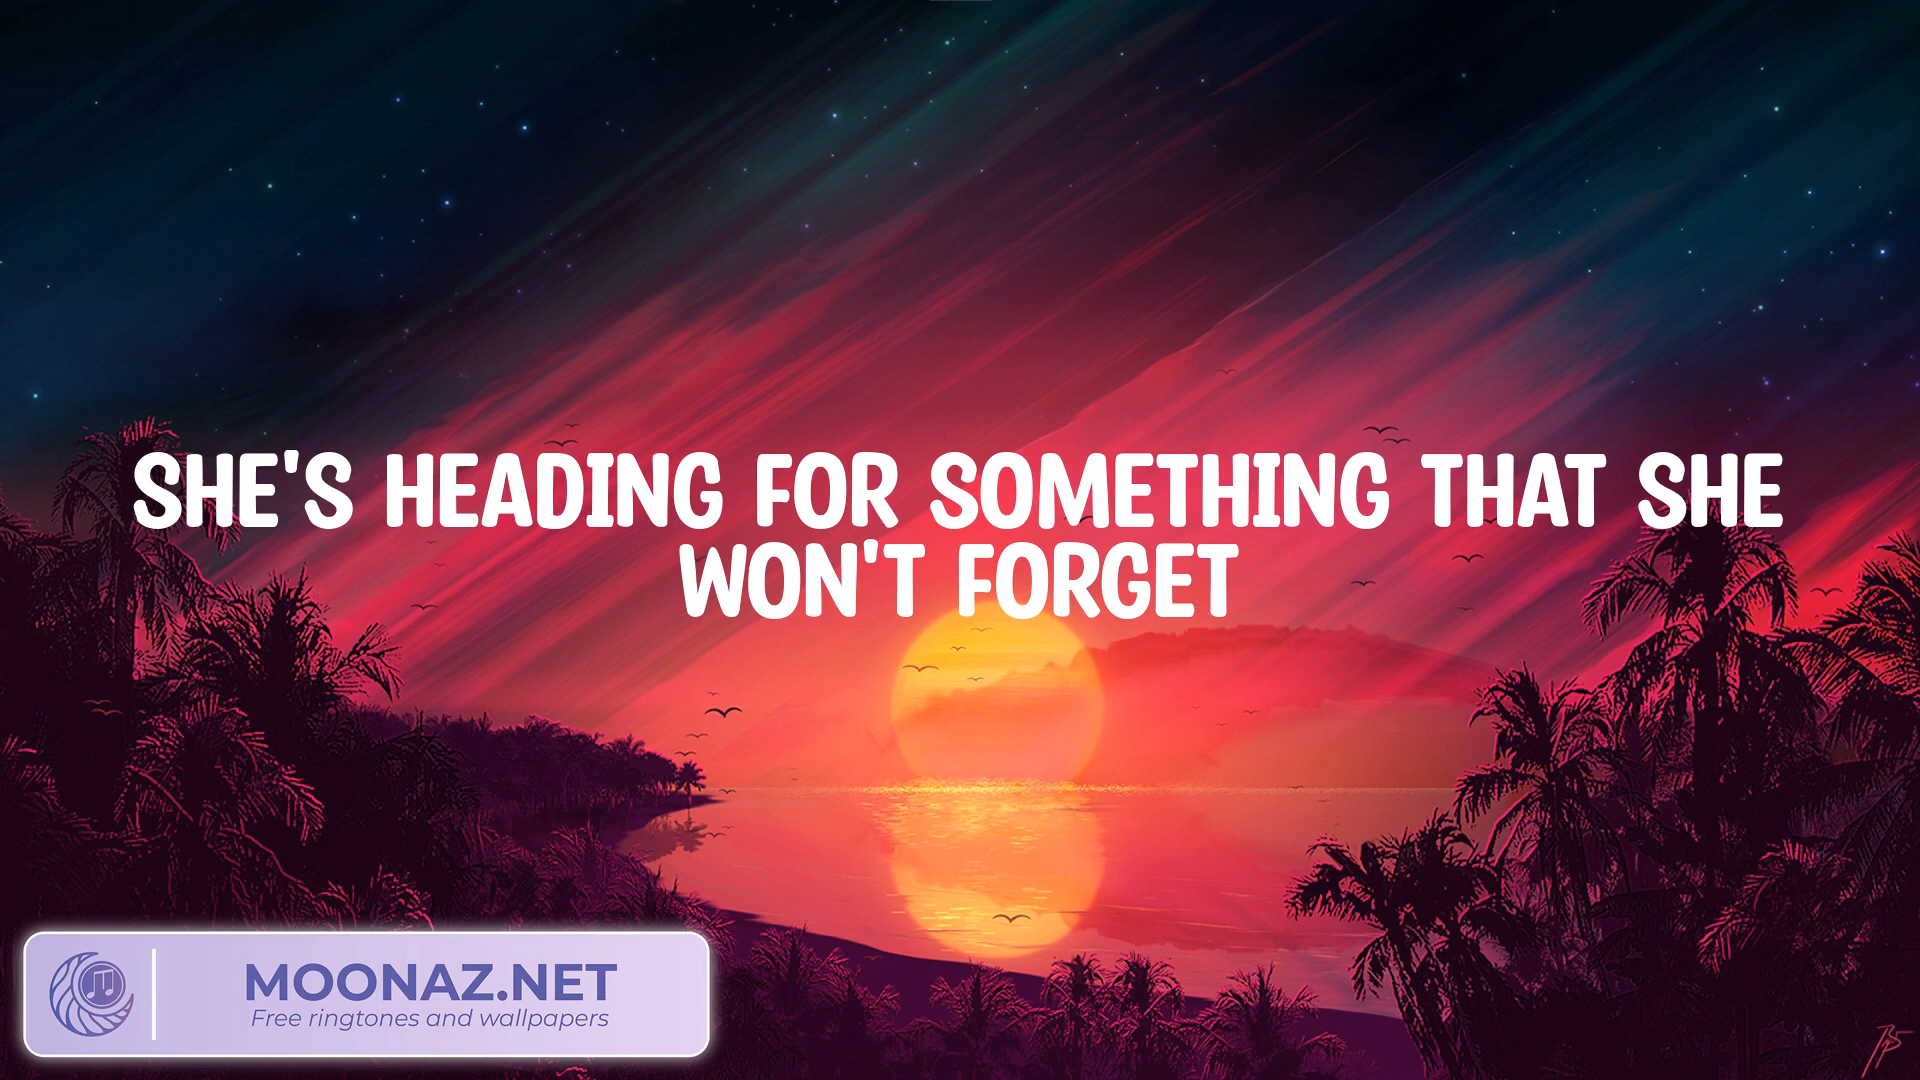 SHE'S HEADING FOR SOMETHING THAT SHE
WON'T FORGET
MOONAZ.NET
Free ringtones and wallpapers